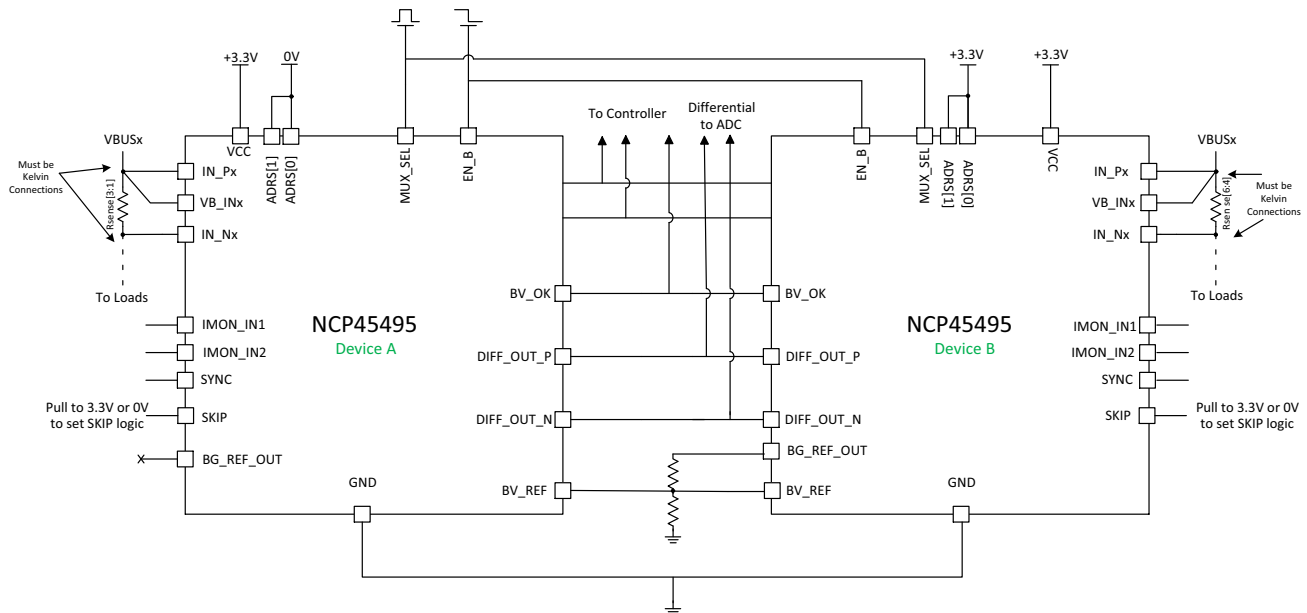 +3.3V
0V
+3.3V
+3.3V
To Controller
Differential
to ADC
VBUSx
VBUSx
VCC
ADRS[1]
ADRS[0]
MUX_SEL
EN_B
EN_B
MUX_SEL
ADRS[1]
ADRS[0]
VCC
Must be
Kelvin
Connections
Rsense[3:1]
IN_Px
VB_INx
IN_Nx
To Loads
IN_Px
VB_INx
IN_Nx
Rsen se[6:4]
Must be
Kelvin
Connections
To Loads
NCP45495
Device A
NCP45495
Device B
BV_OK
BV_OK
IMON_IN1
IMON_IN2
SYNC
SKIP
BG_REF_OUT
Pull to 3.3V or 0V
to set SKIP logic
DIFF_OUT_P
DIFF_OUT_P
DIFF_OUT_N
DIFF_OUT_N
BG_REF_OUT
BV_REF
BV_REF
IMON_IN1
IMON_IN2
SYNC
SKIP
Pull to 3.3V or 0V
to set SKIP logic
GND
GND